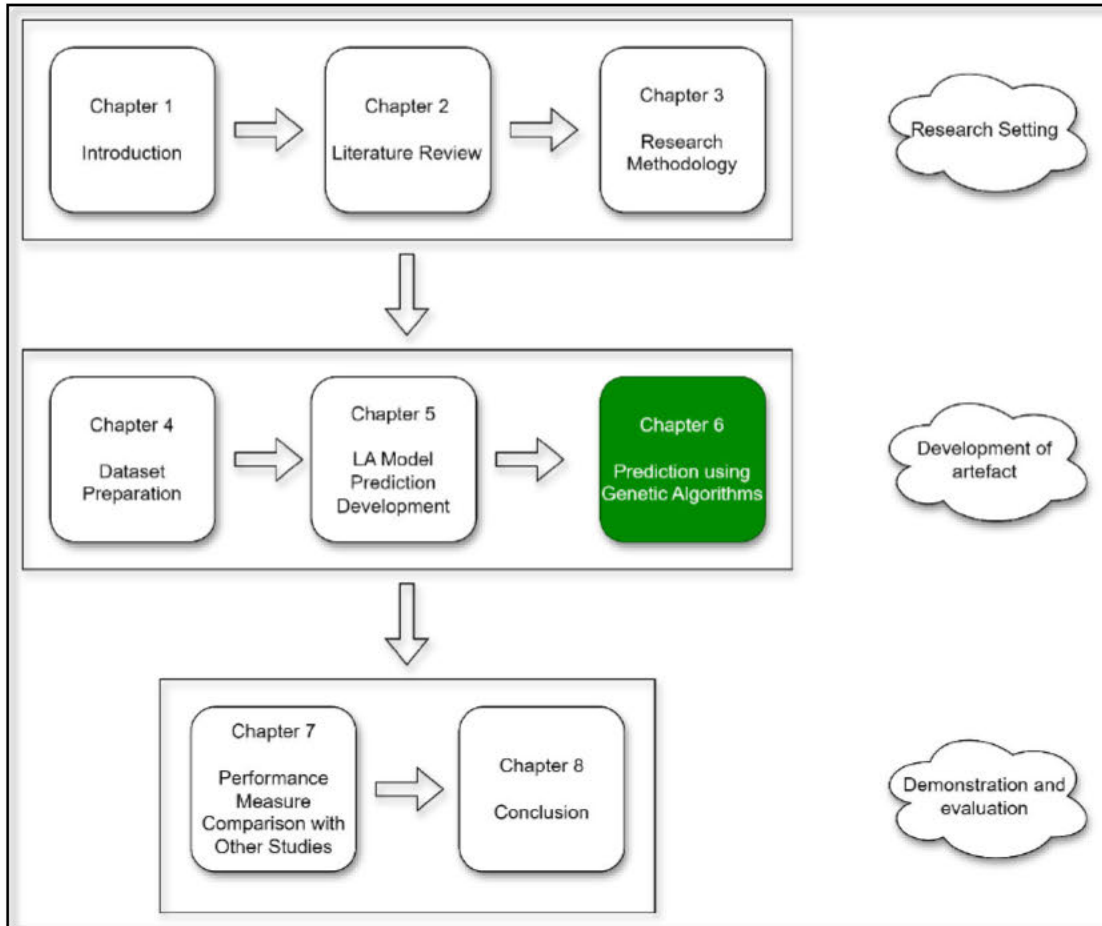 Chapter 1
Introduction
Chapter 2
Literature Review
Chapter 3
Research
Methodology
Research Setting
Chapter 4
Dataset
Preparation
Chapter 5
LA Model
Prediction
Development
Chapter 6
Prediction using
Genetic Algorithms
Development of
artefact
Chapter 7
Performance
Measure
Comparison with
Other Studies
Chapter 8
Conclusion
Demonstration and
evaluation